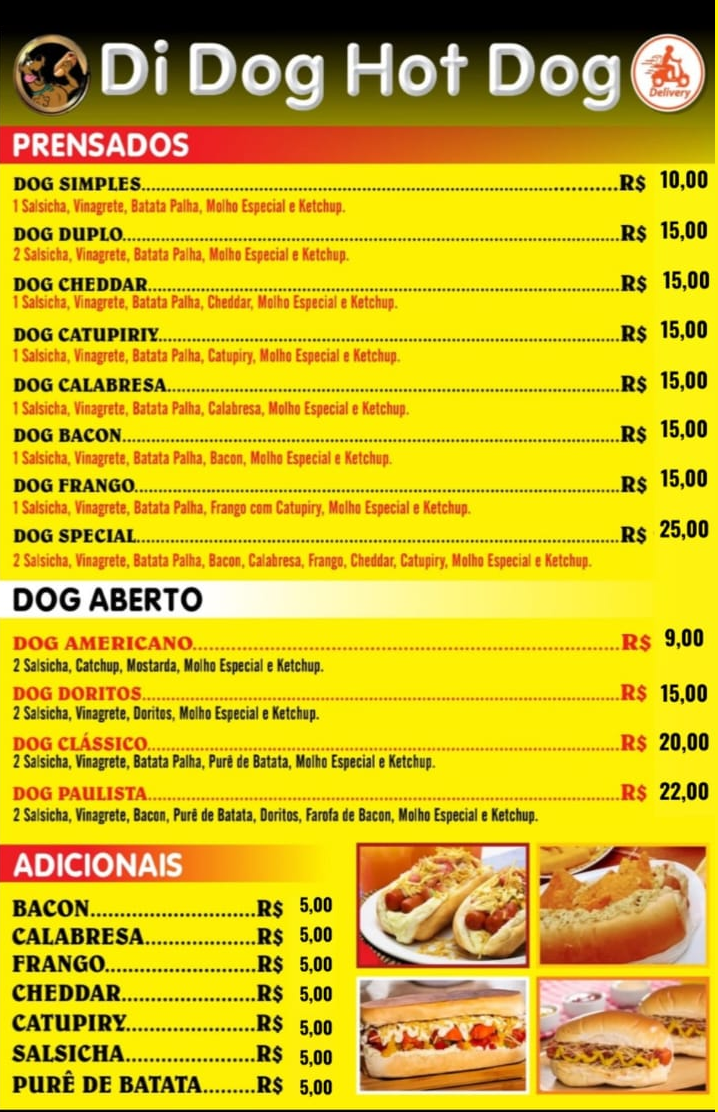 Di Dog Hot Dog
Delivery
PRENSADOS
DOG SIMPLES................................................................R$ 10,00
1 Salsicha, Vinagrete, Batata Palha, Molho Especial e Ketchup.
DOG DUPLO................................................................R$ 15,00
2 Salsicha, Vinagrete, Batata Palha, Molho Especial e Ketchup.
DOG CHEDDAR................................................................R$ 15,00
1 Salsicha, Vinagrete, Batata Palha, Cheddar, Molho Especial e Ketchup.
DOG CATUPIRIY................................................................R$ 15,00
1 Salsicha, Vinagrete, Batata Palha, Catupiry, Molho Especial e Ketchup.
DOG CALABRESA................................................................R$ 15,00
1 Salsicha, Vinagrete, Batata Palha, Calabresa, Molho Especial e Ketchup.
DOG BACON................................................................R$ 15,00
1 Salsicha, Vinagrete, Batata Palha, Bacon, Molho Especial e Ketchup.
DOG FRANGO................................................................R$ 15,00
1 Salsicha, Vinagrete, Batata Palha, Frango com Catupiry, Molho Especial e Ketchup.
DOG SPECIAL................................................................R$ 25,00
2 Salsicha, Vinagrete, Batata Palha, Bacon, Calabresa, Frango, Cheddar, Catupiry, Molho Especial e Ketchup.
DOG ABERTO
DOG AMERICANO................................................................R$ 9,00
2 Salsicha, Catchup, Mostarda, Molho Especial e Ketchup.
DOG DORITOS................................................................R$ 15,00
2 Salsicha, Vinagrete, Doritos, Molho Especial e Ketchup.
DOG CLÁSSICO................................................................R$ 20,00
2 Salsicha, Vinagrete, Batata Palha, Purê de Batata, Molho Especial e Ketchup.
DOG PAULISTA................................................................R$ 22,00
2 Salsicha, Vinagrete, Bacon, Purê de Batata, Doritos, Farofa de Bacon, Molho Especial e Ketchup.
ADICIONAIS
BACON............................R$ 5,00
CALABRESA...................R$ 5,00
FRANGO..........................R$ 5,00
CHEDDAR.......................R$ 5,00
CATUPIRY......................R$ 5,00
SALSICHA......................R$ 5,00
PURÊ DE BATATA.........R$ 5,00